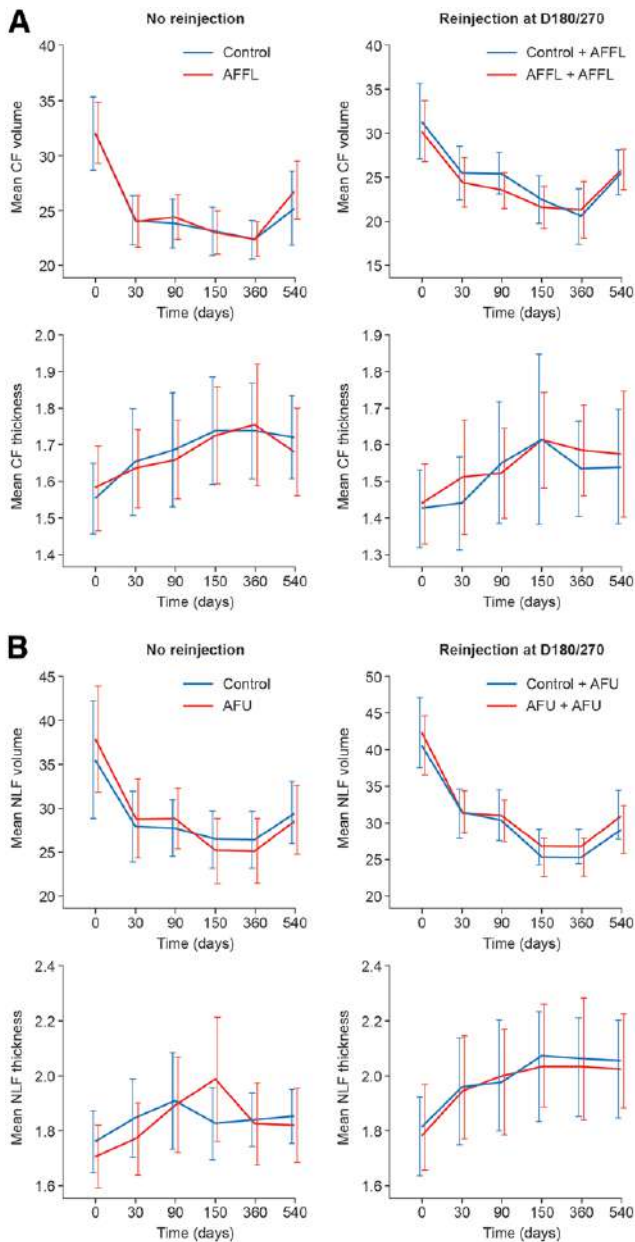 A
No reinjection
Control
AFFL
40
35
30
25
20
Mean CF volume
0 30 90 150 360 540
Time (days)
Reinjection at D180/270
Control + AFFL
AFFL + AFFL
40
35
30
25
20
15
Mean CF volume
0 30 90 150 360 540
Time (days)
2.0
1.9
1.8
1.7
1.6
1.5
1.4
Mean CF thickness
0 30 90 150 360 540
Time (days)
1.9
1.8
1.7
1.6
1.5
1.4
1.3
Mean CF thickness
0 30 90 150 360 540
Time (days)
B
No reinjection
Control
AFU
45
40
35
30
25
20
Mean NLF volume
0 30 90 150 360 540
Time (days)
Reinjection at D180/270
Control + AFU
AFU + AFU
50
45
40
35
30
25
20
Mean NLF volume
0 30 90 150 360 540
Time (days)
2.4
2.2
2.0
1.8
1.6
Mean NLF thickness
0 30 90 150 360 540
Time (days)
2.4
2.2
2.0
1.8
1.6
Mean NLF thickness
0 30 90 150 360 540
Time (days)